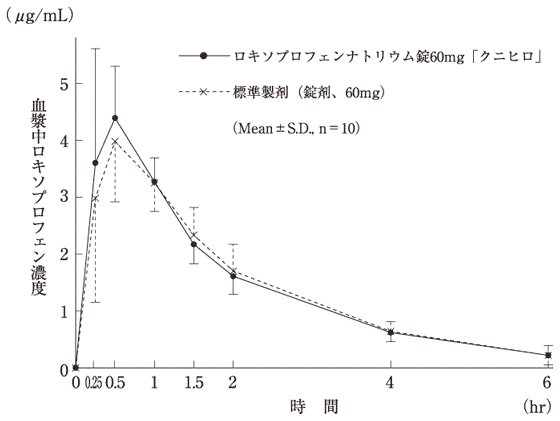 (μg/mL)
血漿中ロキソプロフェン濃度
5
4
3
2
1
0
ロキソプロフェンナトリウム錠60mg「クニヒロ」
標準製剤（錠剤、60mg）
(Mean±S.D., n=10)
0 0.25 0.5 1 1.5 2 4 6
時 間 (hr)